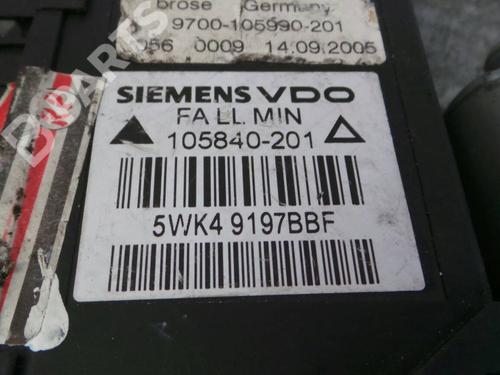 brose Germany
9700-105990-201
056 0009 14.09.2005
SIEMENS VDO
FA LL. MIN
105840-201
5WK4 9197BBF